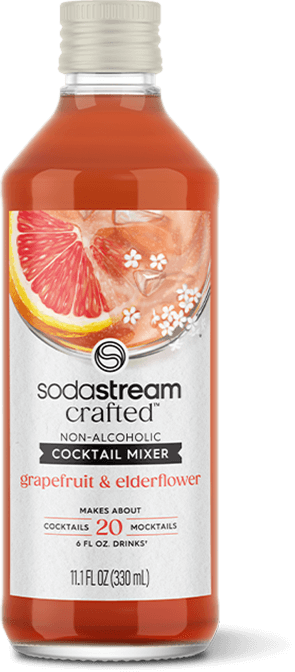 sodastream
crafted™
NON-ALCOHOLIC
COCKTAIL MIXER
grapefruit & elderflower
MAKES ABOUT
COCKTAILS 20 MOCKTAILS
6 FL OZ. DRINKS*
11.1 FL OZ (330 mL)